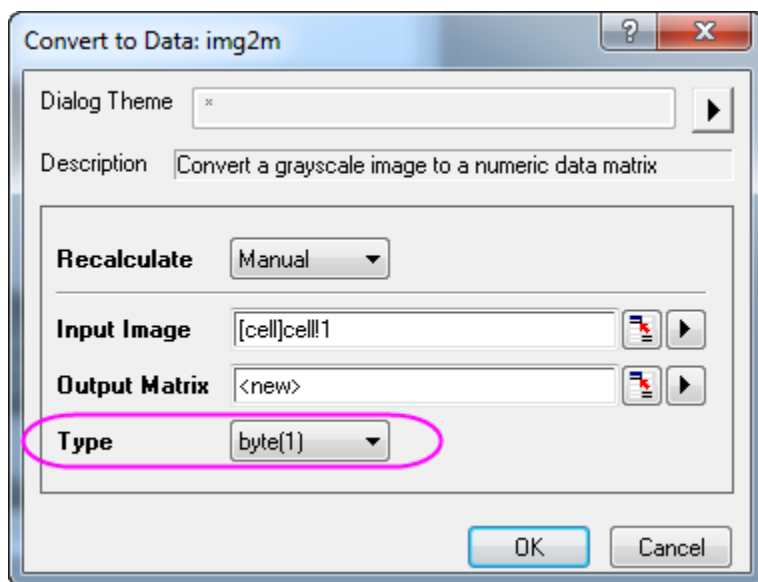 Convert to Data: img2m
?
Dialog Theme *
Description Convert a grayscale image to a numeric data matrix
Recalculate Manual
Input Image [cell]cell!1
Output Matrix <new>
Type byte(1)
OK Cancel